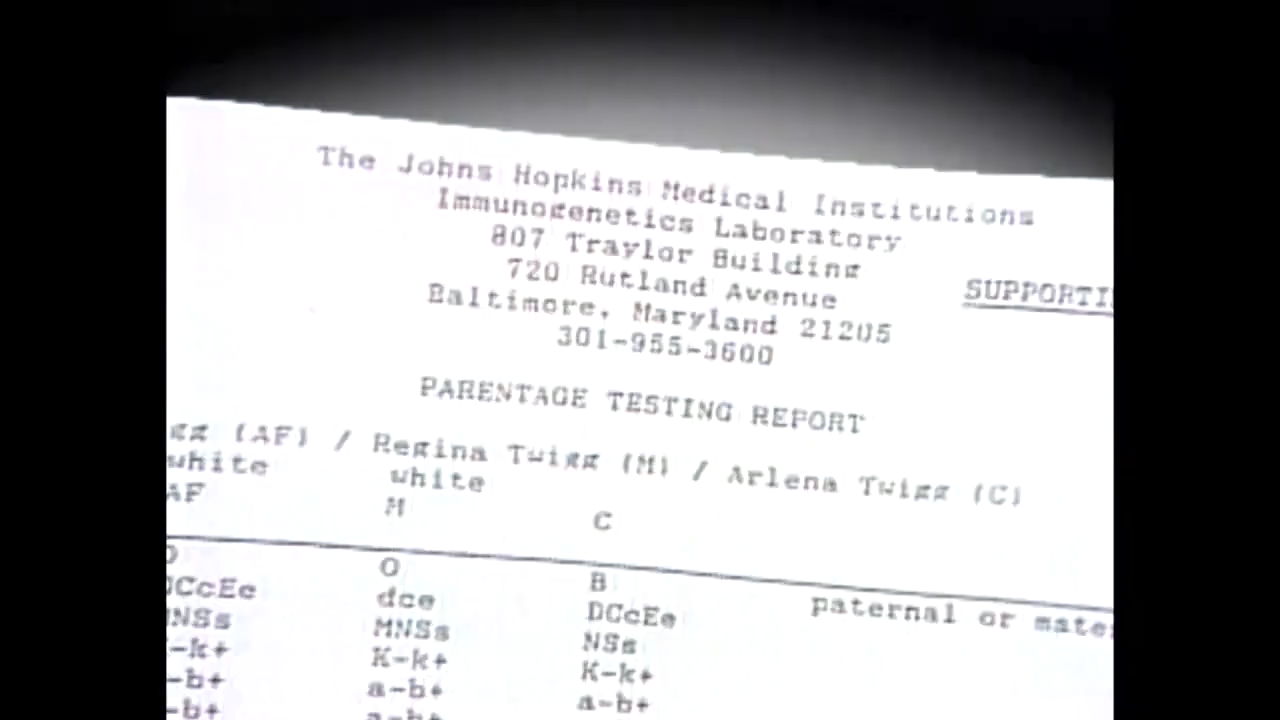 The Johns Hopkins Medical Institutions
Immunogenetics Laboratory
807 Traylor Building
720 Rutland Avenue
SUPPORTI
Baltimore, Maryland 21205
301-955-3600
PARENTAGE TESTING REPORT
gg (AF) / Regina Twigg (M) / Arlena Twigg (C)
white white
AF M C
O O B
DCcEe dce DCcEe paternal or mate
MNSs MNSs NSs
-k+ K-k+ K-k+
-b+ a-b+ a-b+
-b+ a-b+